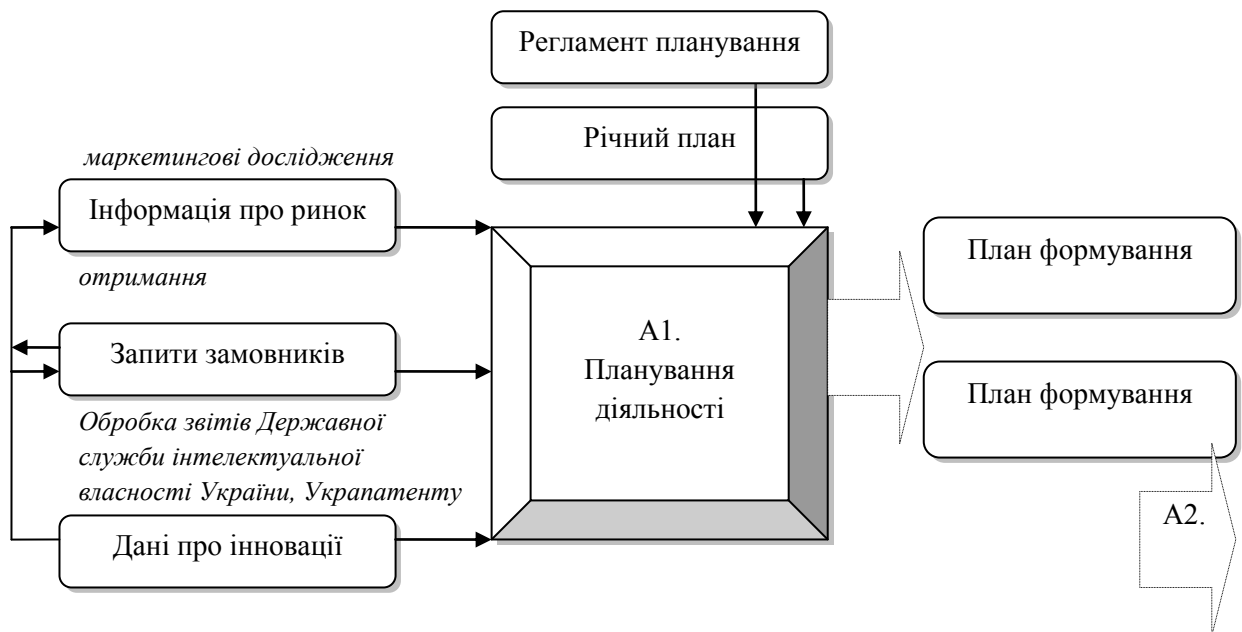 Регламент планування
Річний план
маркетингові дослідження
Інформація про ринок
отримання
Запити замовників
Обробка звітів Державної
служби інтелектуальної
власності України, Украпатенту
Дані про інновації
А1.
Планування
діяльності
План формування
План формування
А2.